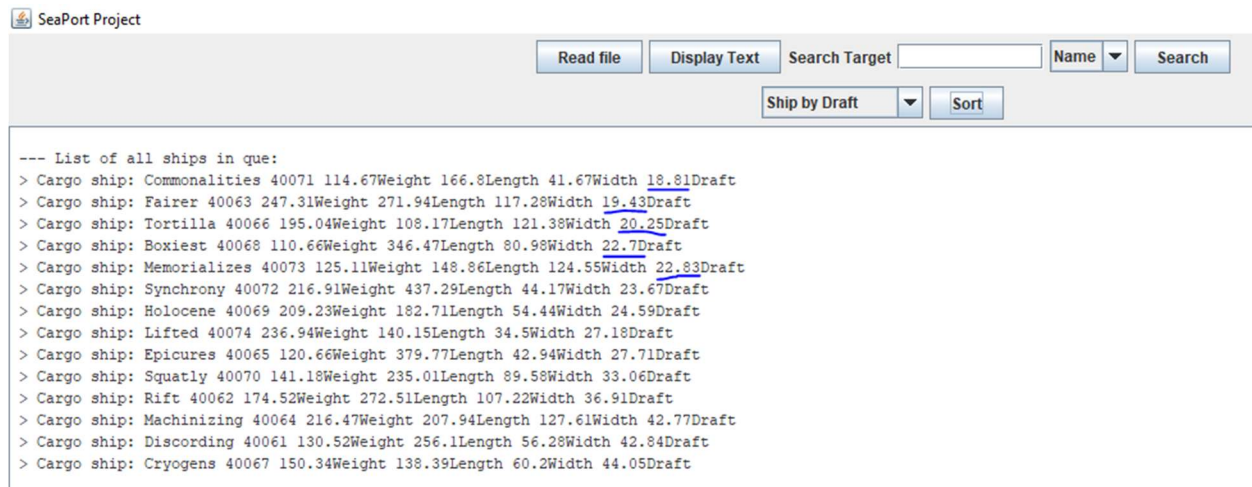 SeaPort Project
Read file Display Text Search Target Name Search
Ship by Draft Sort
--- List of all ships in que:
> Cargo ship: Commonalities 40071 114.67Weight 166.8Length 41.67Width 18.81Draft
> Cargo ship: Fairer 40063 247.31Weight 271.94Length 117.28Width 19.43Draft
> Cargo ship: Tortilla 40066 195.04Weight 108.17Length 121.38Width 20.25Draft
> Cargo ship: Boxiest 40068 110.66Weight 346.47Length 80.98Width 22.7Draft
> Cargo ship: Memorializes 40073 125.11Weight 148.86Length 124.55Width 22.83Draft
> Cargo ship: Synchrony 40072 216.91Weight 437.29Length 44.17Width 23.67Draft
> Cargo ship: Holocene 40069 209.23Weight 182.71Length 54.44Width 24.59Draft
> Cargo ship: Lifted 40074 236.94Weight 140.15Length 34.5Width 27.18Draft
> Cargo ship: Epicures 40065 120.66Weight 379.77Length 42.94Width 27.71Draft
> Cargo ship: Squatly 40070 141.18Weight 235.01Length 89.58Width 33.06Draft
> Cargo ship: Rift 40062 174.52Weight 272.51Length 107.22Width 36.91Draft
> Cargo ship: Machinizing 40064 216.47Weight 207.94Length 127.61Width 42.77Draft
> Cargo ship: Discording 40061 130.52Weight 256.1Length 56.28Width 42.84Draft
> Cargo ship: Cryogens 40067 150.34Weight 138.39Length 60.2Width 44.05Draft